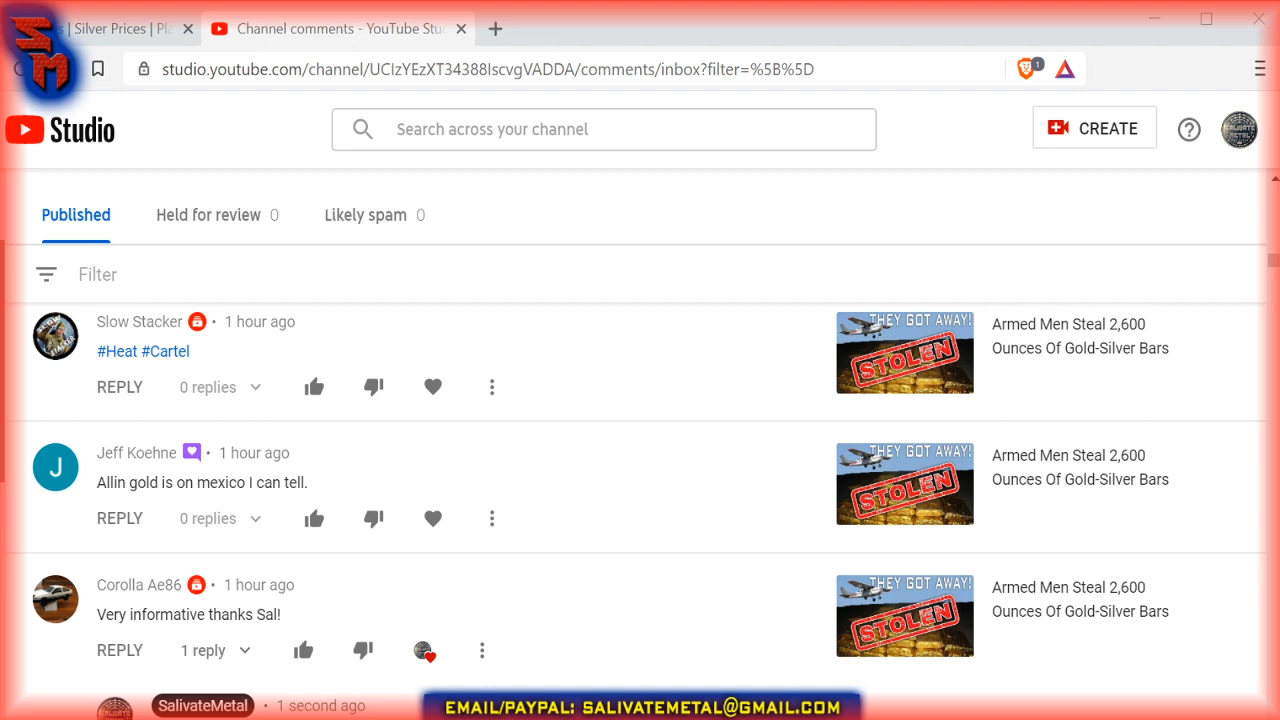 SM
s | Silver Prices | Pla
Channel comments - YouTube Stu
studio.youtube.com/channel/UCIzYEzXT34388IscvgVADDA/comments/inbox?filter=%5B%5D
1
Studio
Search across your channel
CREATE
Published
Held for review 0
Likely spam 0
Filter
Slow Stacker • 1 hour ago
#Heat #Cartel
REPLY 0 replies
THEY GOT AWAY!
STOLEN
Armed Men Steal 2,600
Ounces Of Gold-Silver Bars
J
Jeff Koehne • 1 hour ago
Allin gold is on mexico I can tell.
REPLY 0 replies
THEY GOT AWAY!
STOLEN
Armed Men Steal 2,600
Ounces Of Gold-Silver Bars
Corolla Ae86 • 1 hour ago
Very informative thanks Sal!
REPLY 1 reply
THEY GOT AWAY!
STOLEN
Armed Men Steal 2,600
Ounces Of Gold-Silver Bars
SalivateMetal • 1 second ago
EMAIL/PAYPAL: SALIVATEMETAL@GMAIL.COM